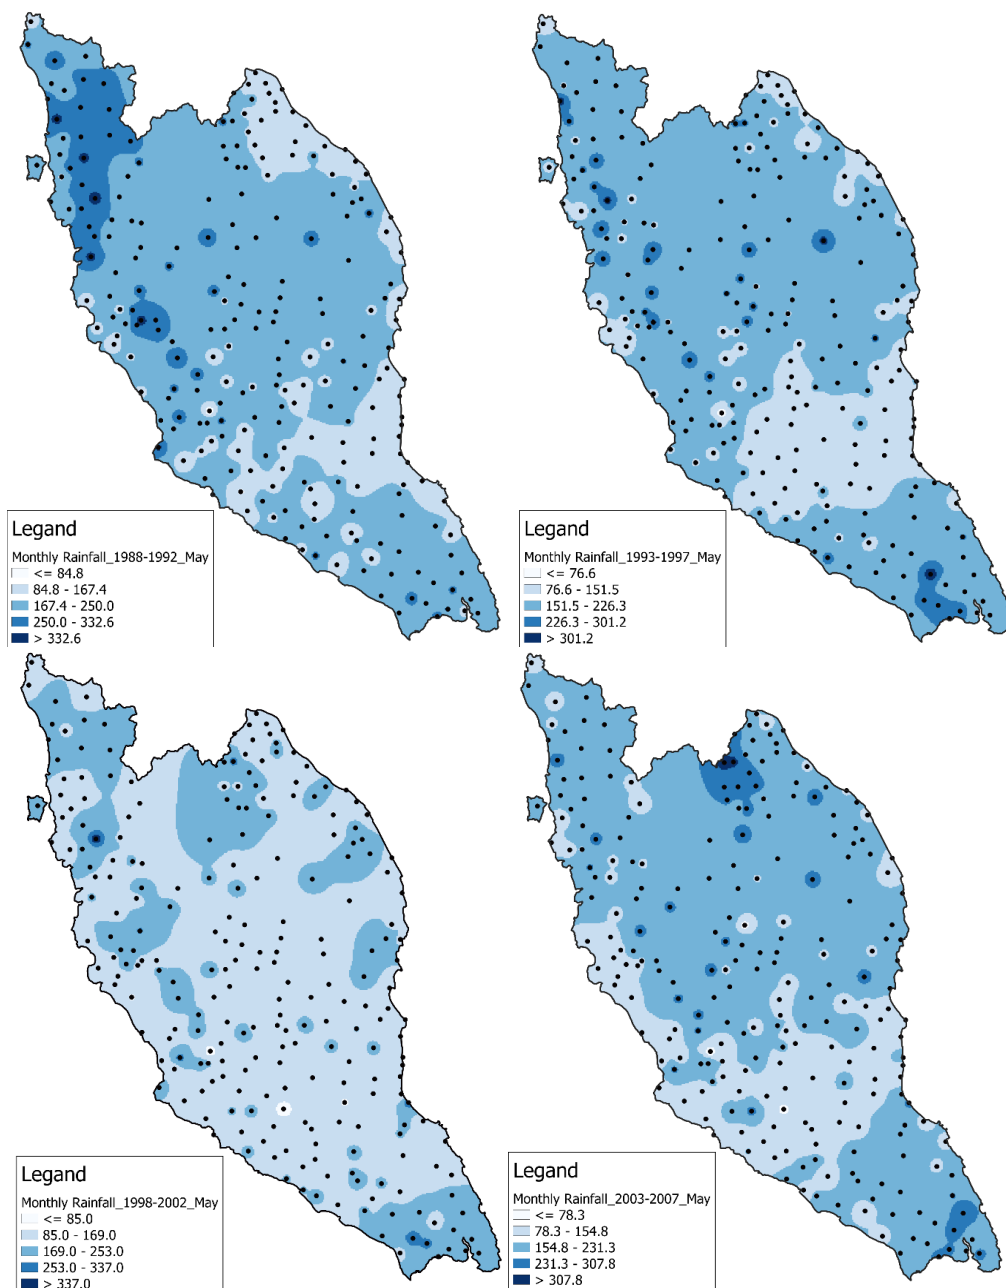 Legand
Monthly Rainfall_1988-1992_May
<= 84.8
84.8 - 167.4
167.4 - 250.0
250.0 - 332.6
> 332.6
Legand
Monthly Rainfall_1993-1997_May
<= 76.6
76.6 - 151.5
151.5 - 226.3
226.3 - 301.2
> 301.2
Legand
Monthly Rainfall_1998-2002_May
<= 85.0
85.0 - 169.0
169.0 - 253.0
253.0 - 337.0
> 337.0
Legand
Monthly Rainfall_2003-2007_May
<= 78.3
78.3 - 154.8
154.8 - 231.3
231.3 - 307.8
> 307.8